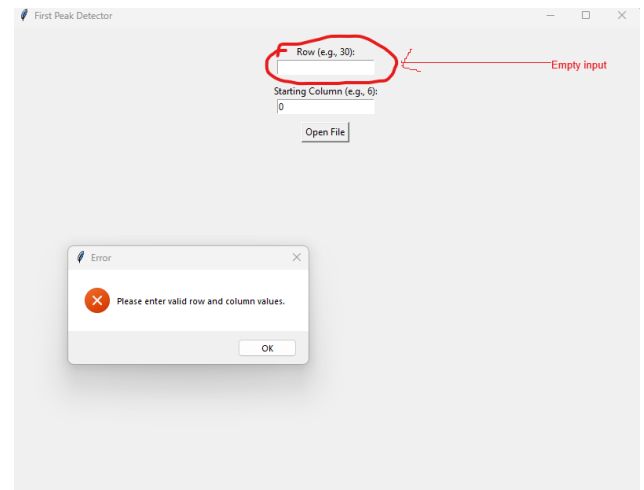 First Peak Detector
Row (e.g., 30):
Empty input
Starting Column (e.g., 6):
0
Open File
Error
Please enter valid row and column values.
OK